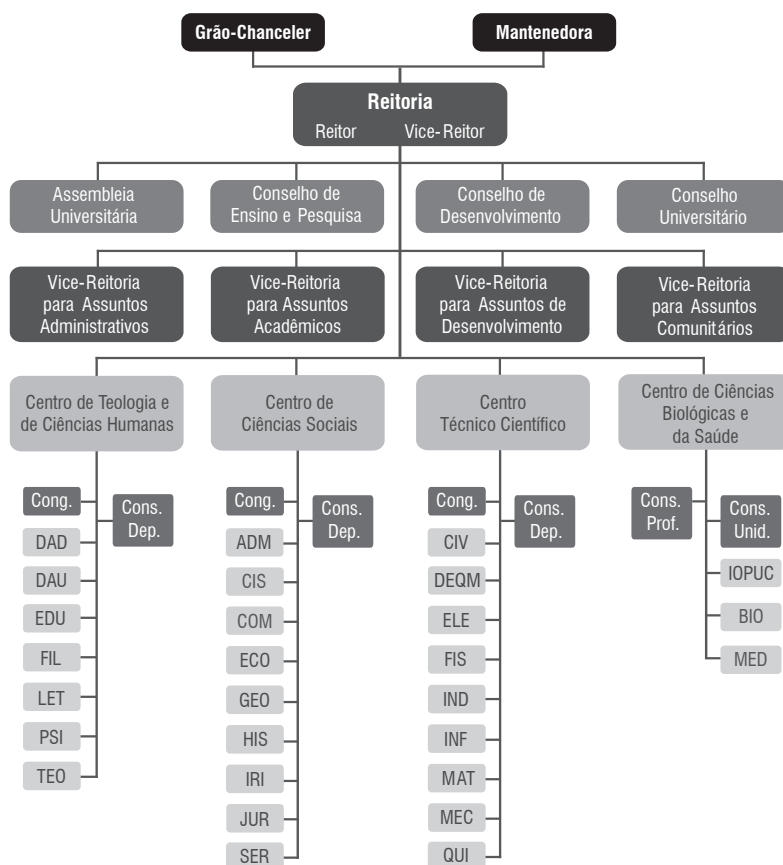 Grão-Chanceler
Mantenedora
Reitoria
Reitor Vice-Reitor
Assembleia
Universitária
Conselho de
Ensino e Pesquisa
Conselho de
Desenvolvimento
Conselho
Universitário
Vice-Reitoria
para Assuntos
Administrativos
Vice-Reitoria
para Assuntos
Acadêmicos
Vice-Reitoria
para Assuntos de
Desenvolvimento
Vice-Reitoria
para Assuntos
Comunitários
Centro de Teologia e
de Ciências Humanas
Centro de
Ciências Sociais
Centro
Técnico Científico
Centro de Ciências
Biológicas e
da Saúde
Cong.
Cons.
Dep.
DAD
DAU
EDU
FIL
LET
PSI
TEO
Cong.
Cons.
Dep.
ADM
CIS
COM
ECO
GEO
HIS
IRI
JUR
SER
Cong.
Cons.
Dep.
CIV
DEQM
ELE
FIS
IND
INF
MAT
MEC
QUI
Cons.
Prof.
Cons.
Unid.
IOPUC
BIO
MED